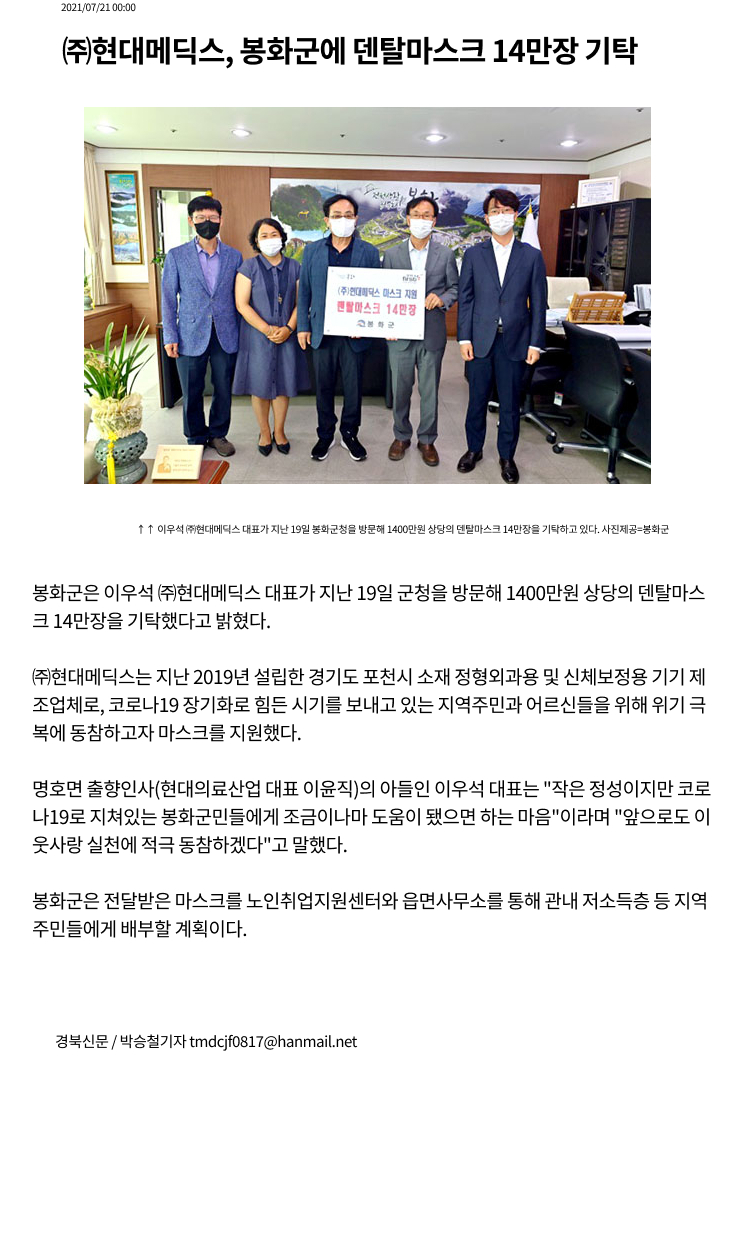 2021/07/21 00:00
㈜현대메딕스, 봉화군에 덴탈마스크 14만장 기탁
(주)현대메딕스 마스크 지원
덴탈마스크 14만장
봉화군
↑↑ 이우석 ㈜현대메딕스 대표가 지난 19일 봉화군청을 방문해 1400만원 상당의 덴탈마스크 14만장을 기탁하고 있다. 사진제공=봉화군
봉화군은 이우석 ㈜현대메딕스 대표가 지난 19일 군청을 방문해 1400만원 상당의 덴탈마스
크 14만장을 기탁했다고 밝혔다.
㈜현대메딕스는 지난 2019년 설립한 경기도 포천시 소재 정형외과용 및 신체보정용 기기 제
조업체로, 코로나19 장기화로 힘든 시기를 보내고 있는 지역주민과 어르신들을 위해 위기 극
복에 동참하고자 마스크를 지원했다.
명호면 출향인사(현대의료산업 대표 이윤직)의 아들인 이우석 대표는 "작은 정성이지만 코로
나19로 지쳐있는 봉화군민들에게 조금이나마 도움이 됐으면 하는 마음"이라며 "앞으로도 이
웃사랑 실천에 적극 동참하겠다"고 말했다.
봉화군은 전달받은 마스크를 노인취업지원센터와 읍면사무소를 통해 관내 저소득층 등 지역
주민들에게 배부할 계획이다.
경북신문 / 박승철기자 tmdcjf0817@hanmail.net